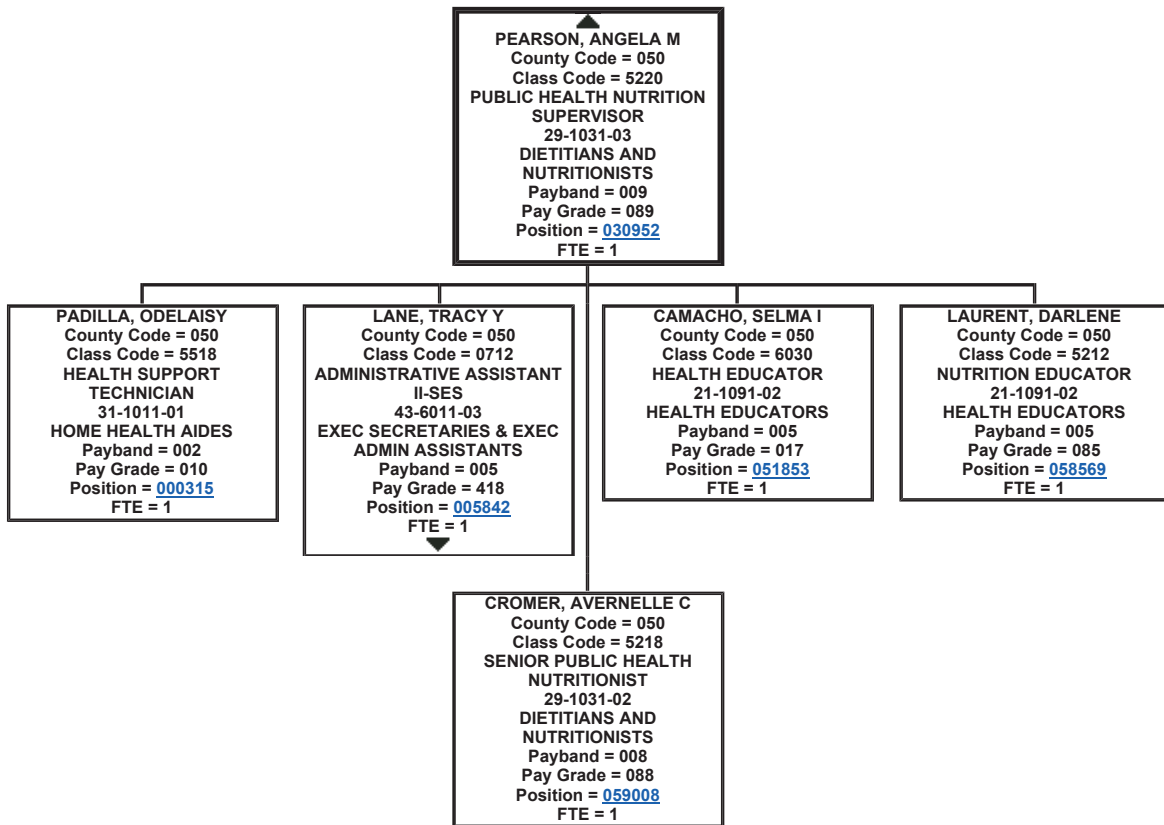 PEARSON, ANGELA M
County Code = 050
Class Code = 5220
PUBLIC HEALTH NUTRITION
SUPERVISOR
29-1031-03
DIETITIANS AND
NUTRITIONISTS
Payband = 009
Pay Grade = 089
Position = 030952
FTE = 1
PADILLA, ODELAISY
County Code = 050
Class Code = 5518
HEALTH SUPPORT
TECHNICIAN
31-1011-01
HOME HEALTH AIDES
Payband = 002
Pay Grade = 010
Position = 000315
FTE = 1
LANE, TRACY Y
County Code = 050
Class Code = 0712
ADMINISTRATIVE ASSISTANT
II-SES
43-6011-03
EXEC SECRETARIES & EXEC
ADMIN ASSISTANTS
Payband = 005
Pay Grade = 418
Position = 005842
FTE = 1
CAMACHO, SELMA I
County Code = 050
Class Code = 6030
HEALTH EDUCATOR
21-1091-02
HEALTH EDUCATORS
Payband = 005
Pay Grade = 017
Position = 051853
FTE = 1
LAURENT, DARLENE
County Code = 050
Class Code = 5212
NUTRITION EDUCATOR
21-1091-02
HEALTH EDUCATORS
Payband = 005
Pay Grade = 085
Position = 058569
FTE = 1
CROMER, AVERNELLE C
County Code = 050
Class Code = 5218
SENIOR PUBLIC HEALTH
NUTRITIONIST
29-1031-02
DIETITIANS AND
NUTRITIONISTS
Payband = 008
Pay Grade = 088
Position = 059008
FTE = 1